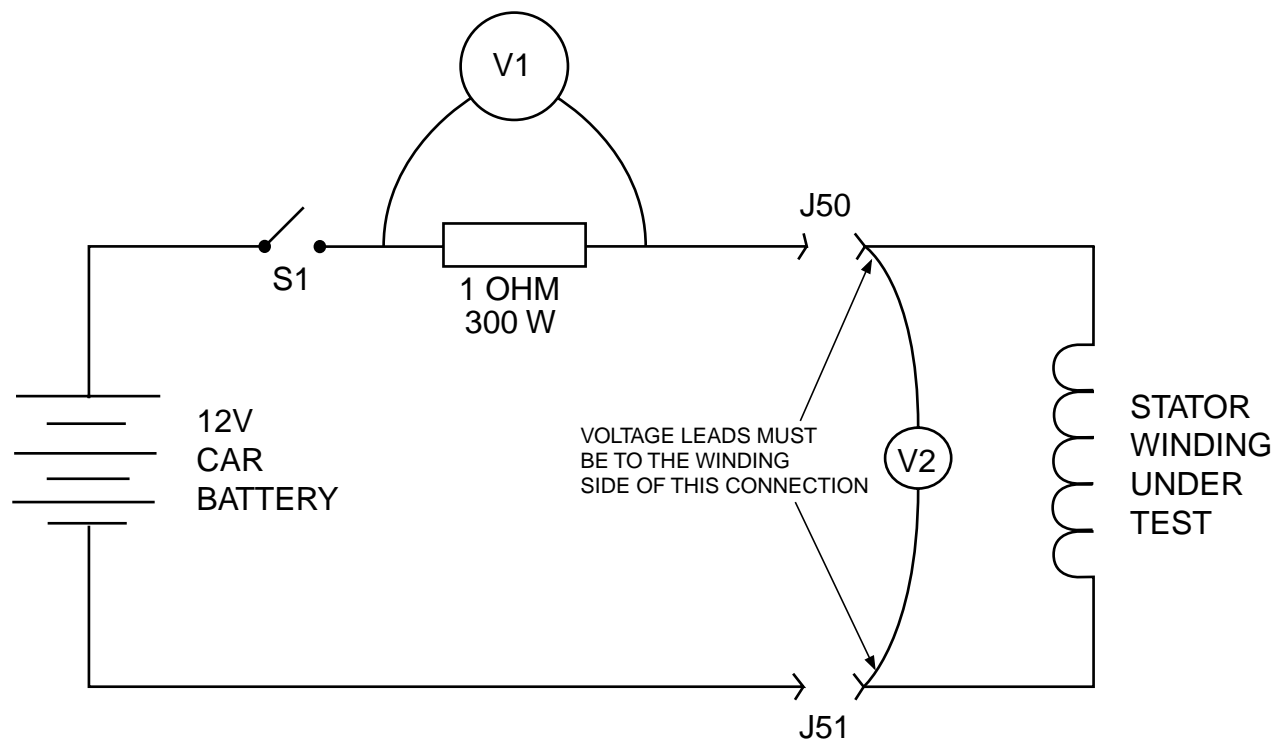 V1
J50
S1
1 OHM
300 W
12V
CAR
BATTERY
VOLTAGE LEADS MUST
BE TO THE WINDING
SIDE OF THIS CONNECTION
V2
STATOR
WINDING
UNDER
TEST
J51